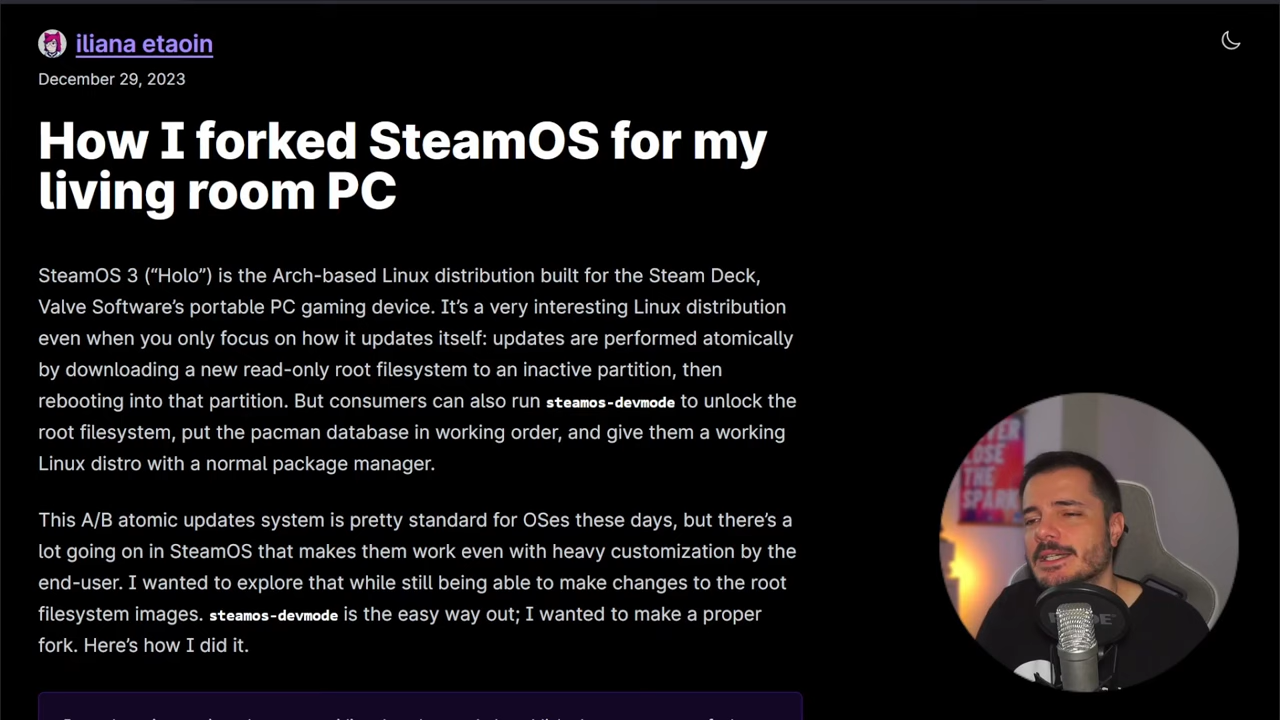 iliana etaoin
December 29, 2023
How I forked SteamOS for my
living room PC
SteamOS 3 (“Holo”) is the Arch-based Linux distribution built for the Steam Deck,
Valve Software’s portable PC gaming device. It’s a very interesting Linux distribution
even when you only focus on how it updates itself: updates are performed atomically
by downloading a new read-only root filesystem to an inactive partition, then
rebooting into that partition. But consumers can also run steamos-devmode to unlock the
root filesystem, put the pacman database in working order, and give them a working
Linux distro with a normal package manager.
This A/B atomic updates system is pretty standard for OSes these days, but there’s a
lot going on in SteamOS that makes them work even with heavy customization by the
end-user. I wanted to explore that while still being able to make changes to the root
filesystem images. steamos-devmode is the easy way out; I wanted to make a proper
fork. Here’s how I did it.
LOSE
THE
SPARK